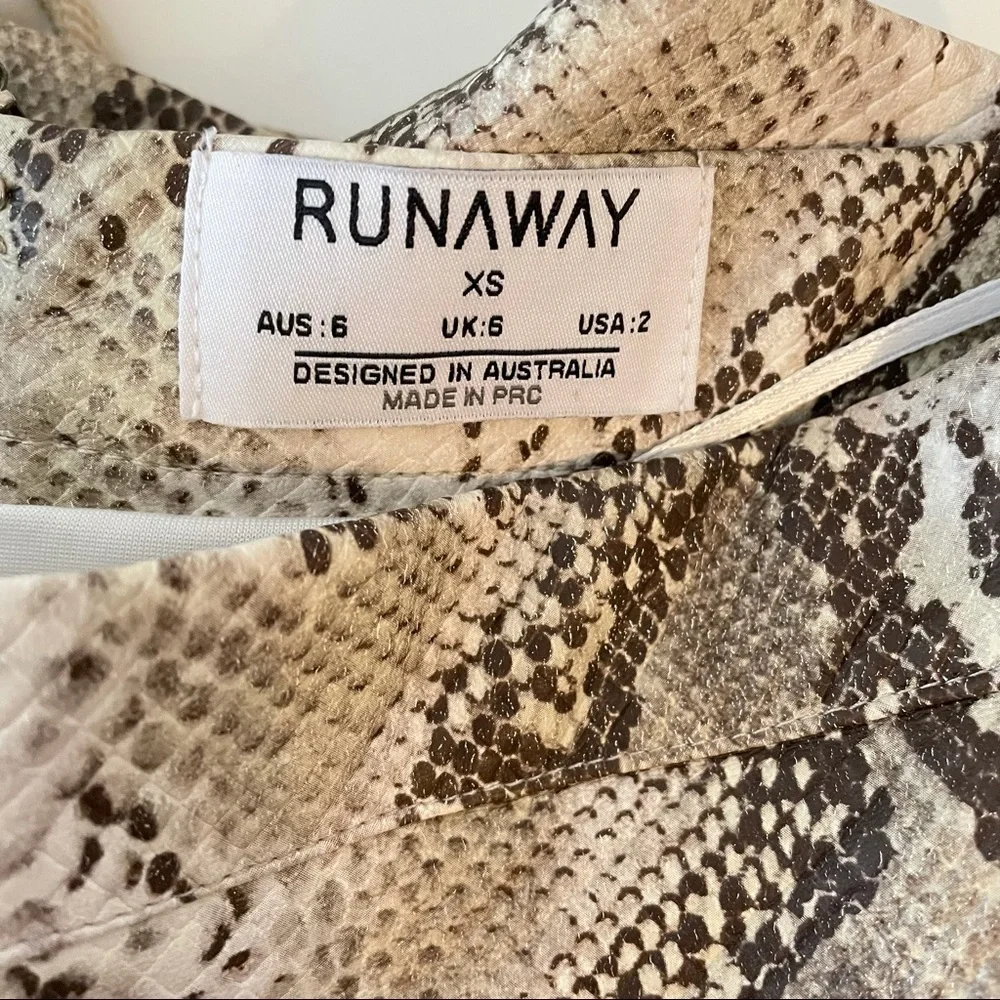 RUNAWAY
XS
AUS:6 UK:6 USA:2
DESIGNED IN AUSTRALIA
MADE IN PRC